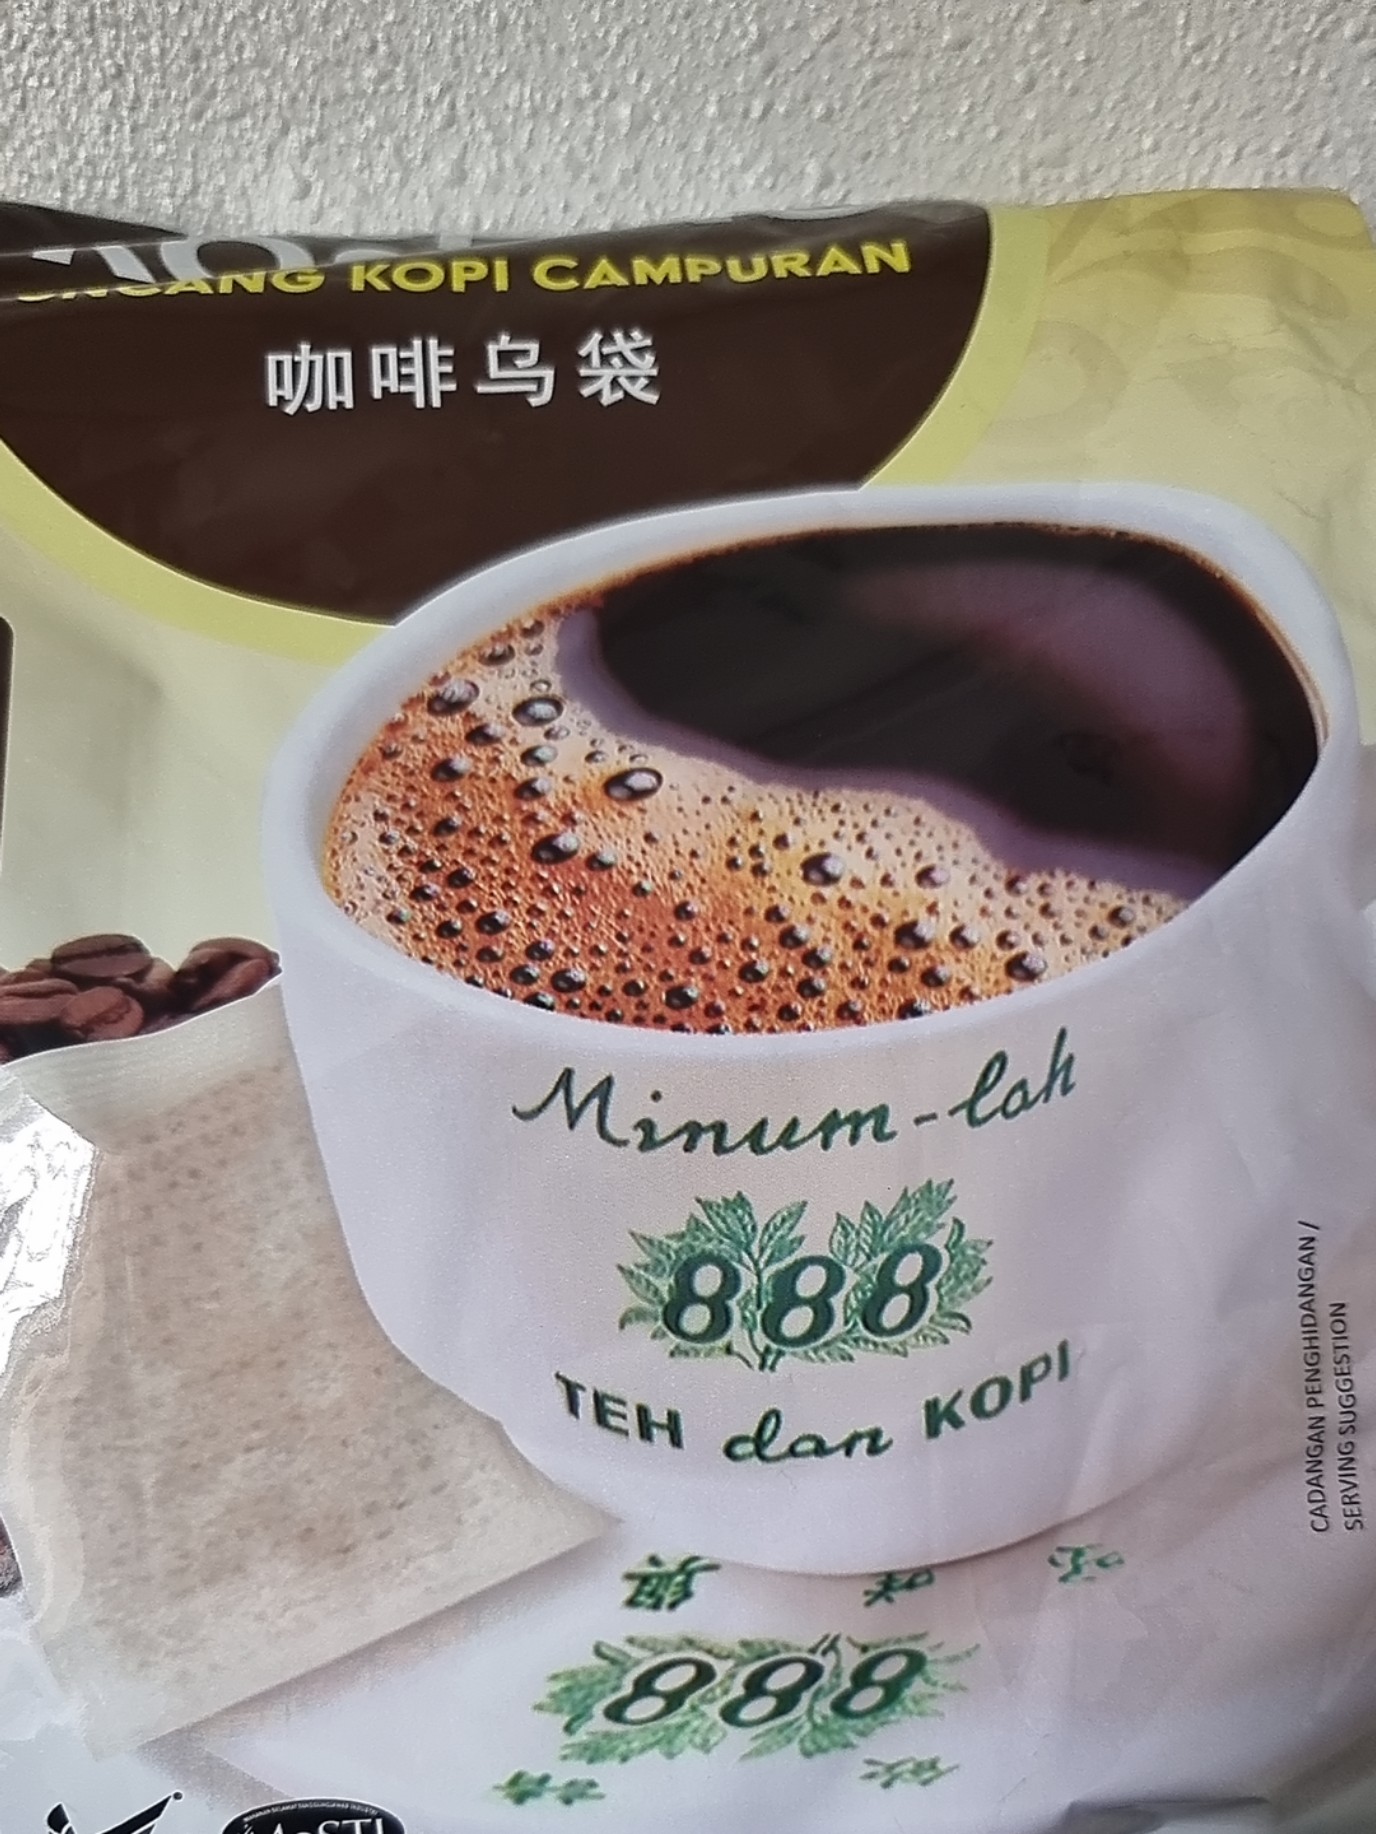 KOPI CAMPURAN
咖啡乌袋
Minum-lah
888
TEH dan KOPI
CADANGAN PENGHIDANGAN /
SERVING SUGGESTION
888